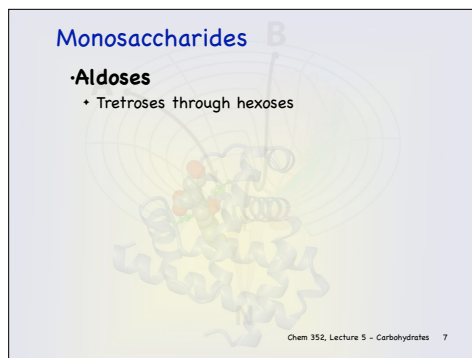 Monosaccharides
B
•Aldoses
A
✦ Tretroses through hexoses
N
Chem 352, Lecture 5 - Carbohydrates 7